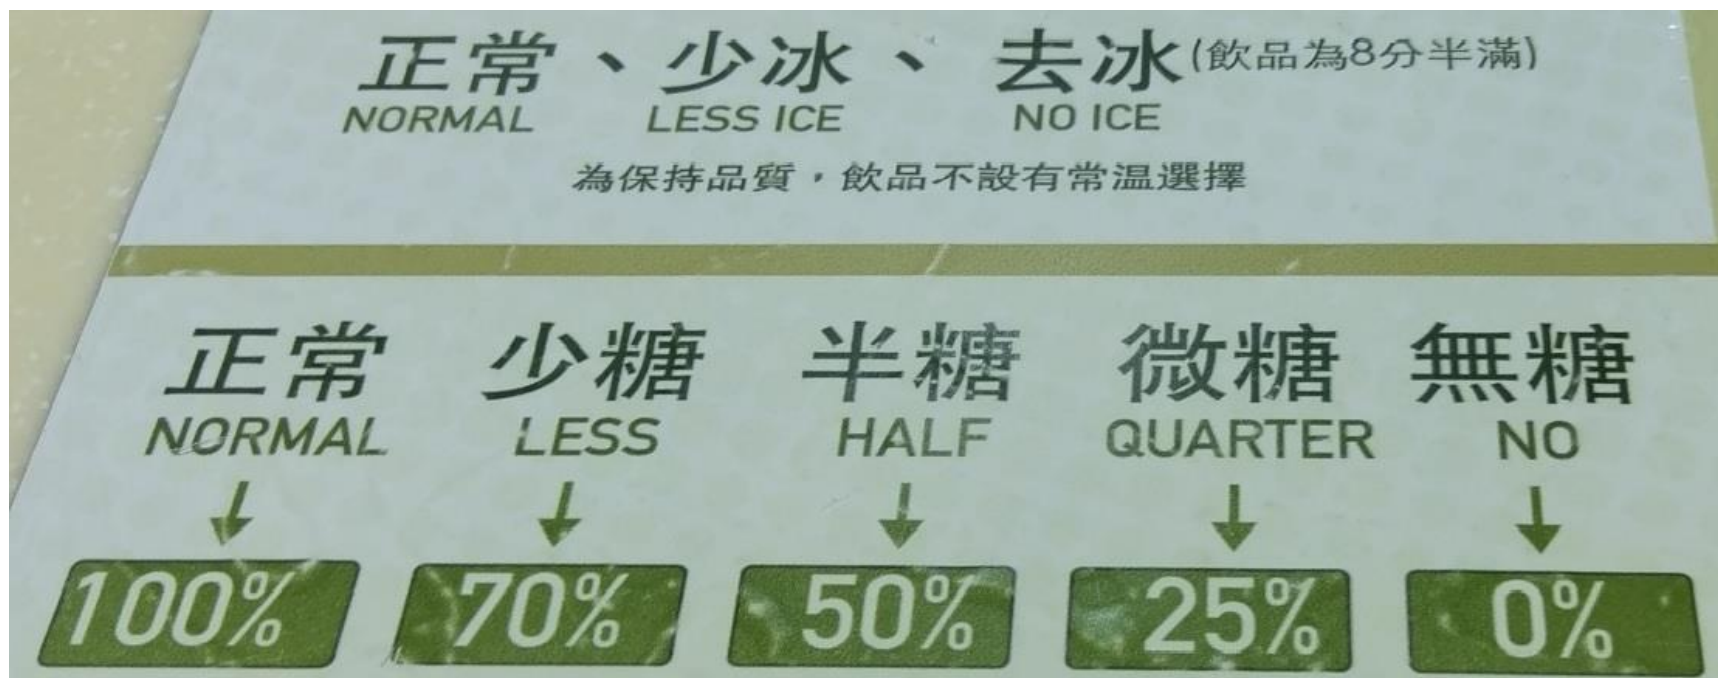 正常、少冰、去冰(飲品為8分半滿)
NORMAL LESS ICE NO ICE
為保持品質，飲品不設有常温選擇
正常 少糖 半糖 微糖 無糖
NORMAL LESS HALF QUARTER NO
100% 70% 50% 25% 0%